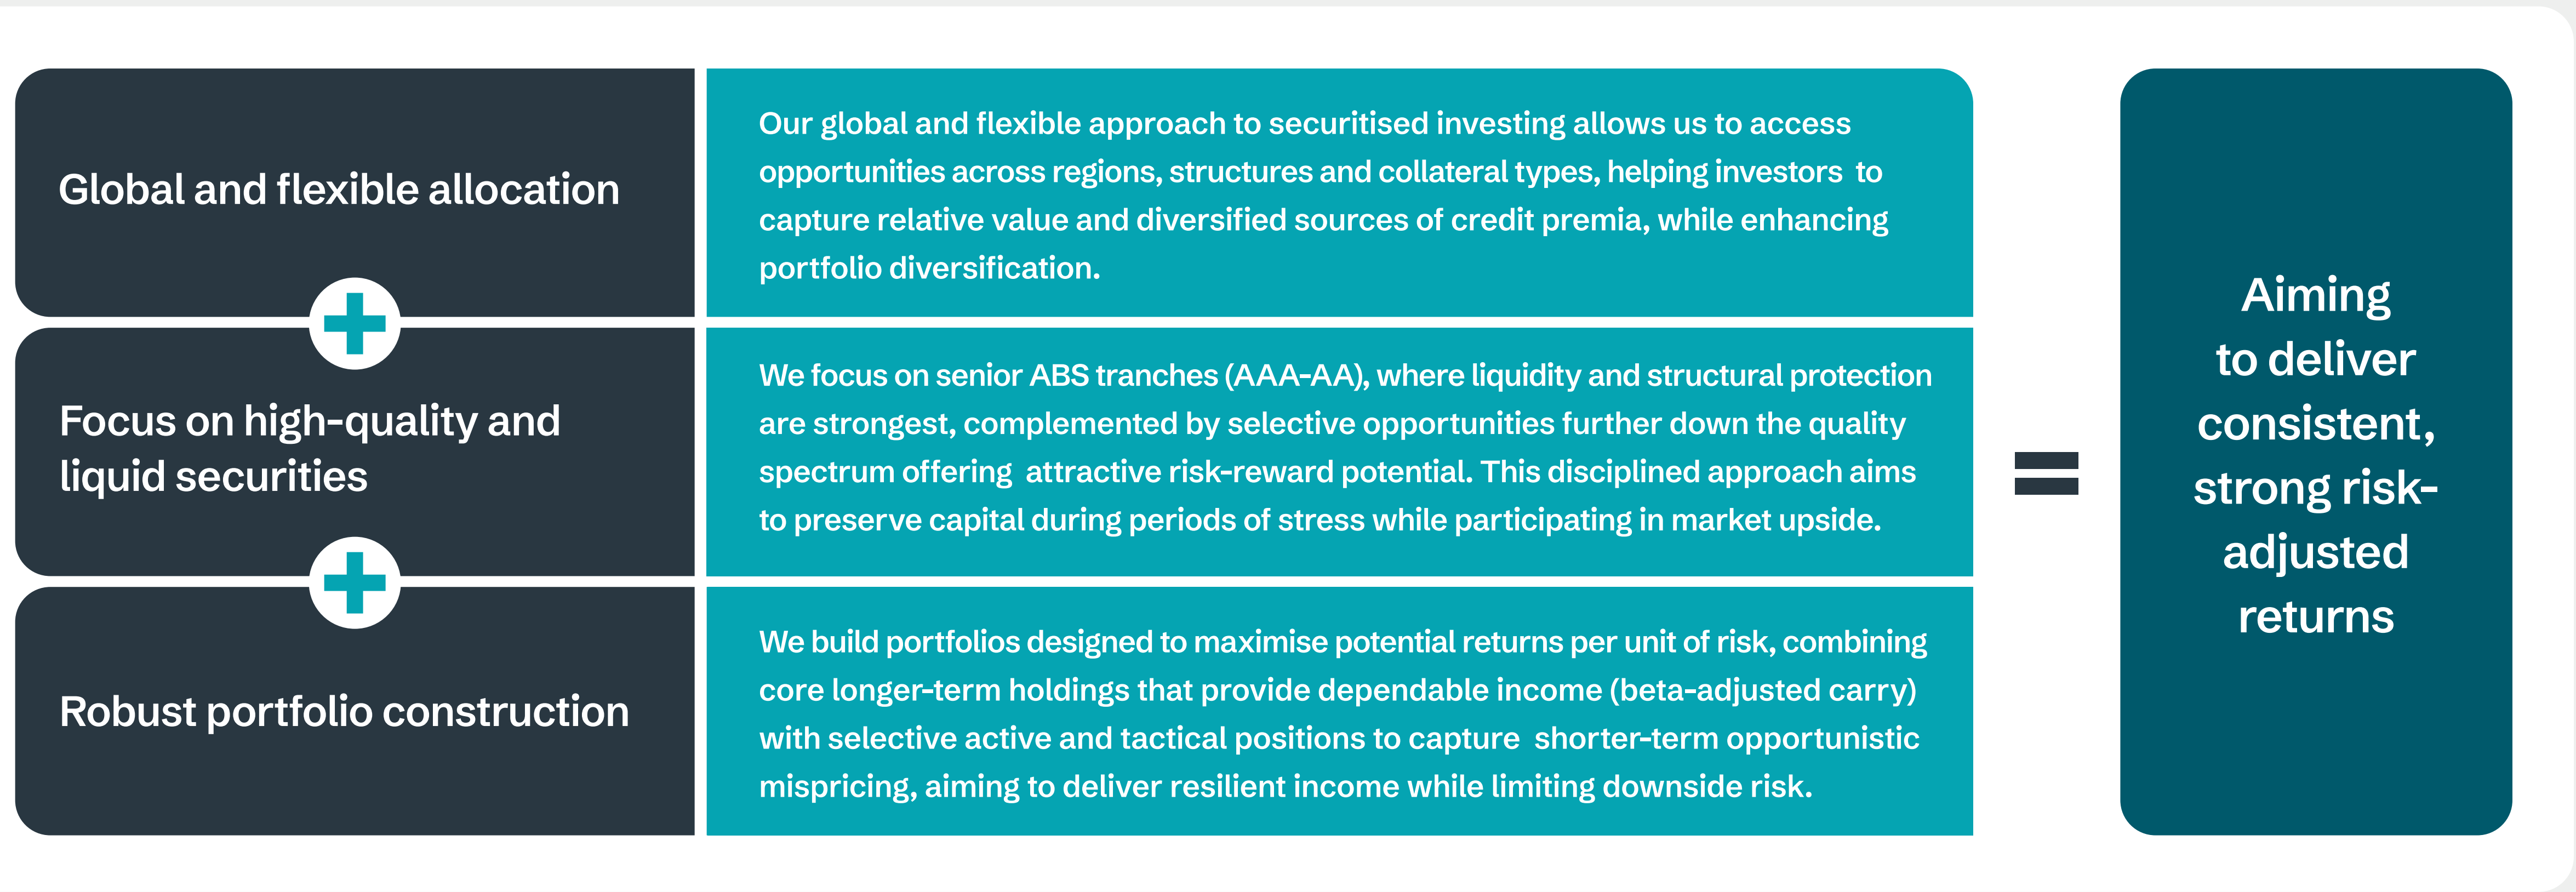 Global and flexible allocation
Our global and flexible approach to securitised investing allows us to access
opportunities across regions, structures and collateral types, helping investors  to
capture relative value and diversified sources of credit premia, while enhancing
portfolio diversification.
Focus on high-quality and
liquid securities
We focus on senior ABS tranches (AAA-AA), where liquidity and structural protection
are strongest, complemented by selective opportunities further down the quality
spectrum offering  attractive risk-reward potential. This disciplined approach aims
to preserve capital during periods of stress while participating in market upside.
Robust portfolio construction
We build portfolios designed to maximise potential returns per unit of risk, combining
core longer-term holdings that provide dependable income (beta-adjusted carry)
with selective active and tactical positions to capture  shorter-term opportunistic
mispricing, aiming to deliver resilient income while limiting downside risk.
=
Aiming
to deliver
consistent,
strong risk-
adjusted
returns